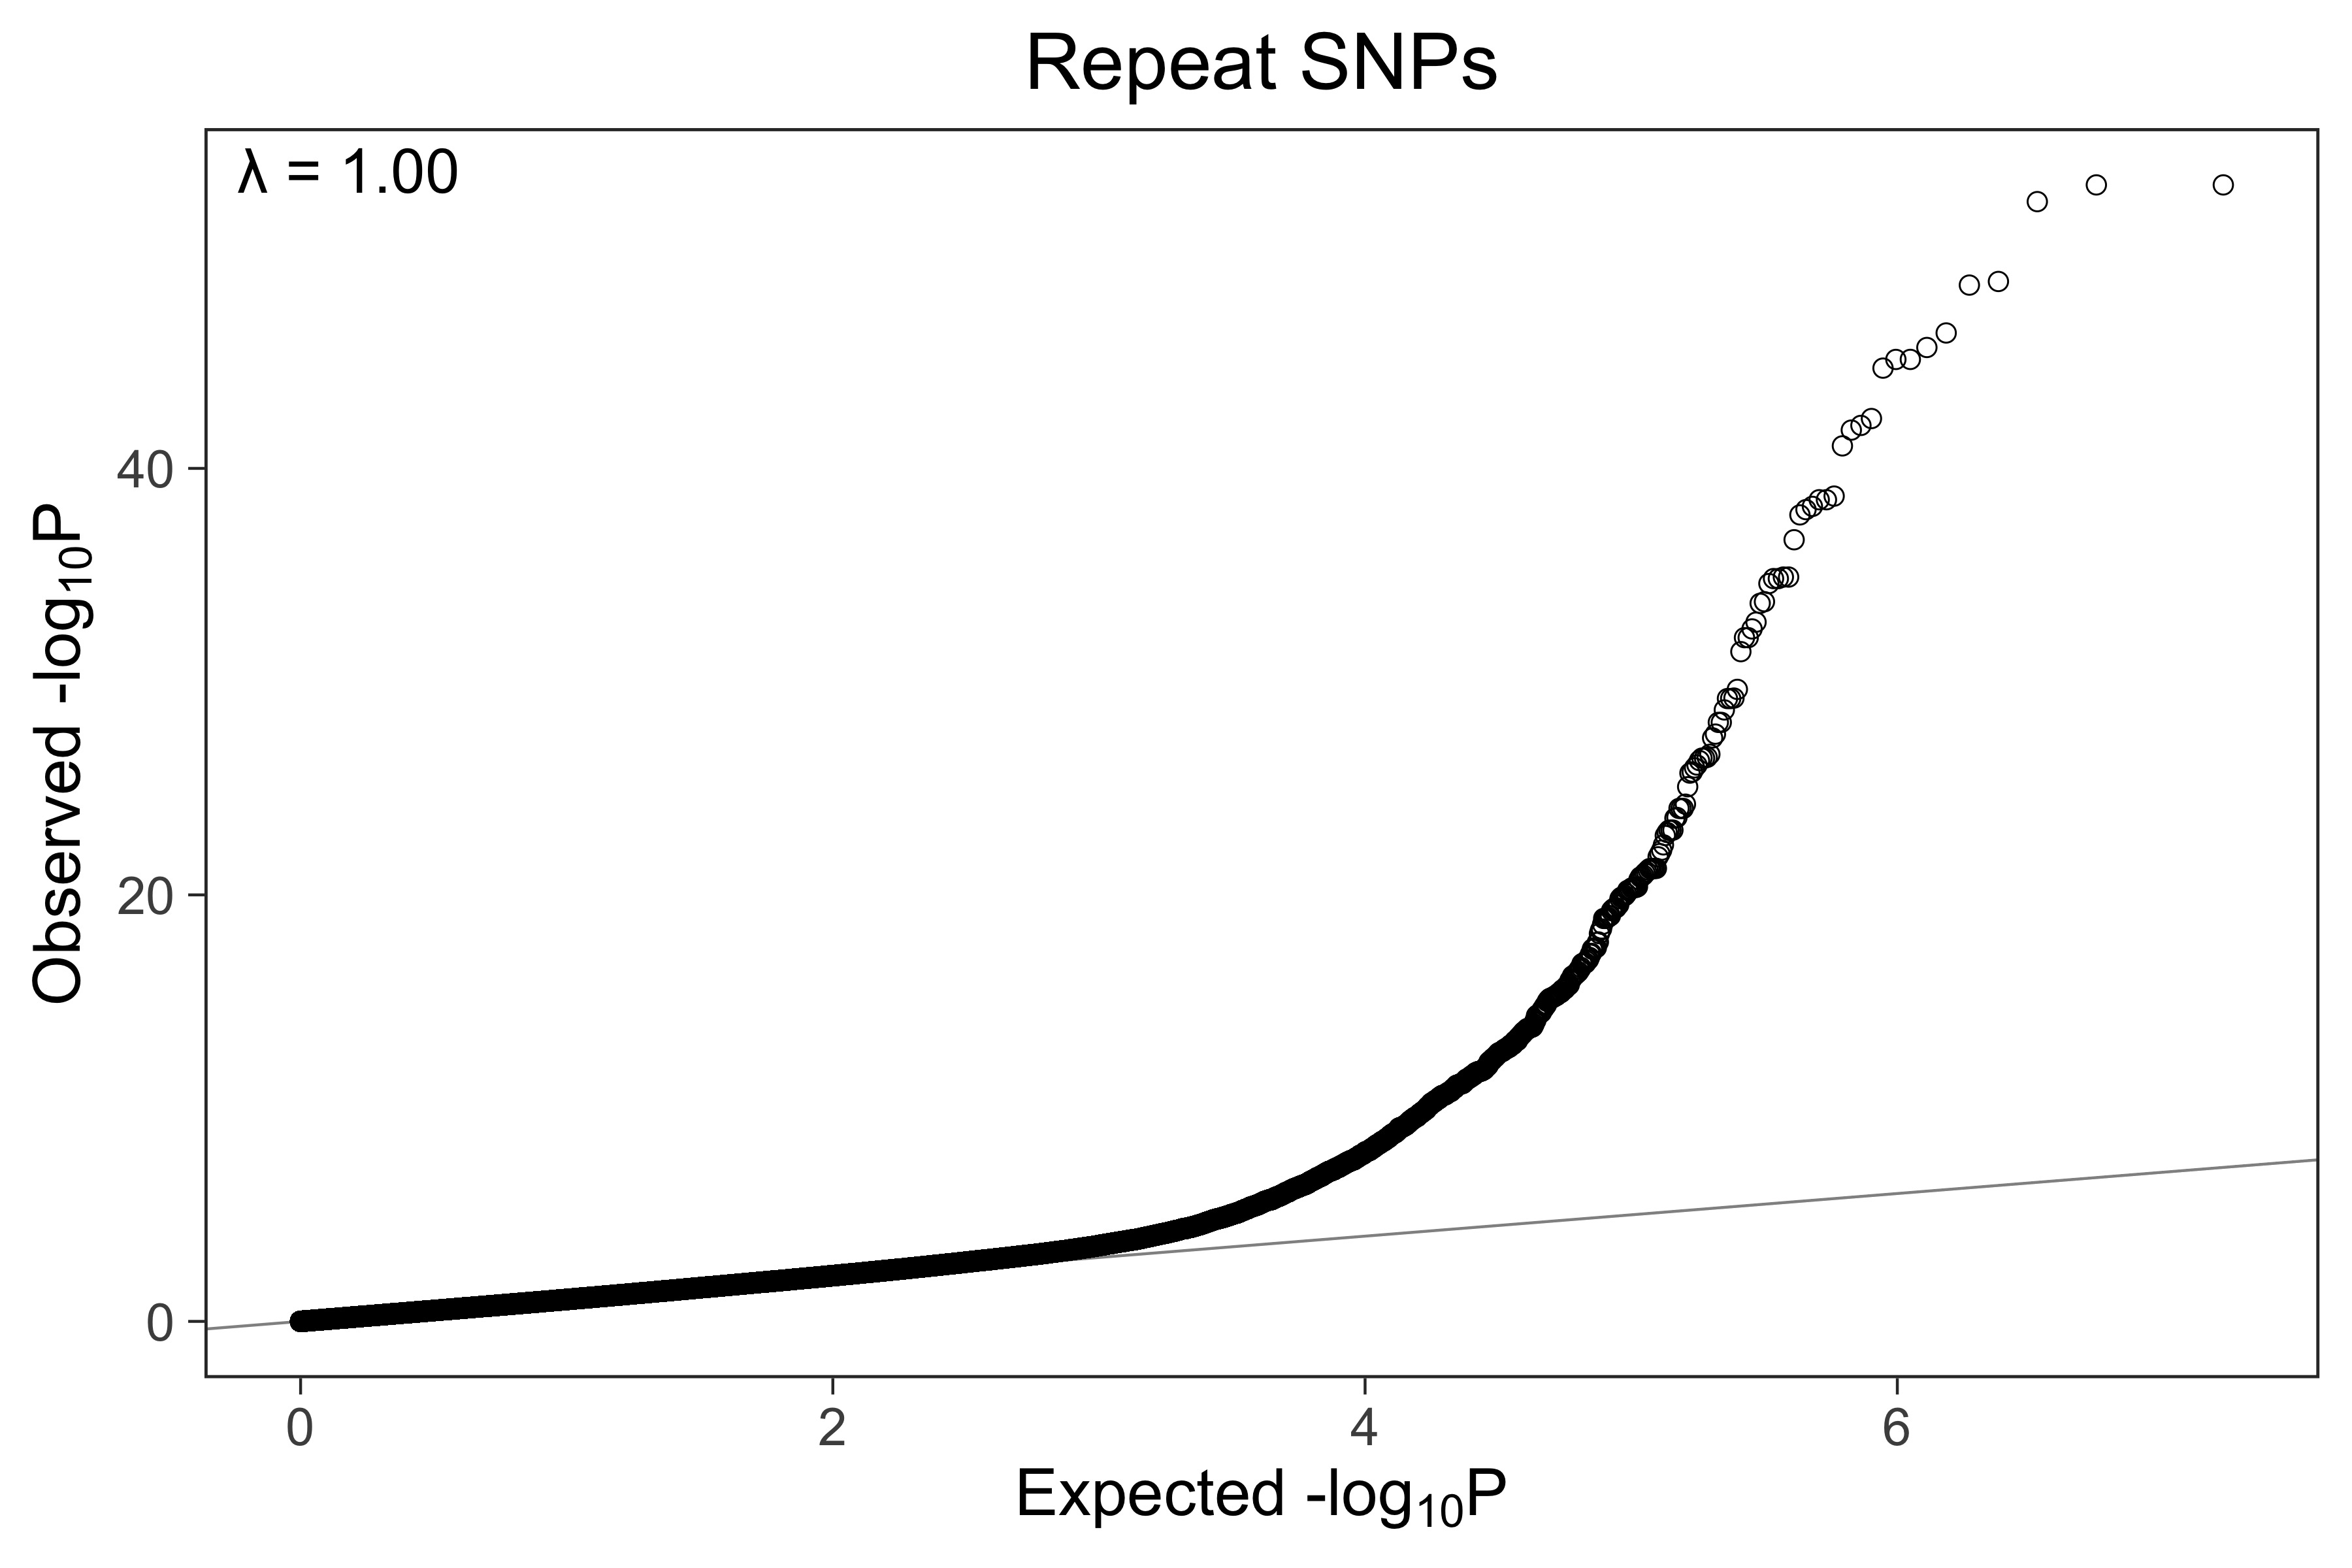 Repeat SNPs
λ = 1.00
Observed -log₁₀P
40
20
0
0 2 4 6
Expected -log₁₀P